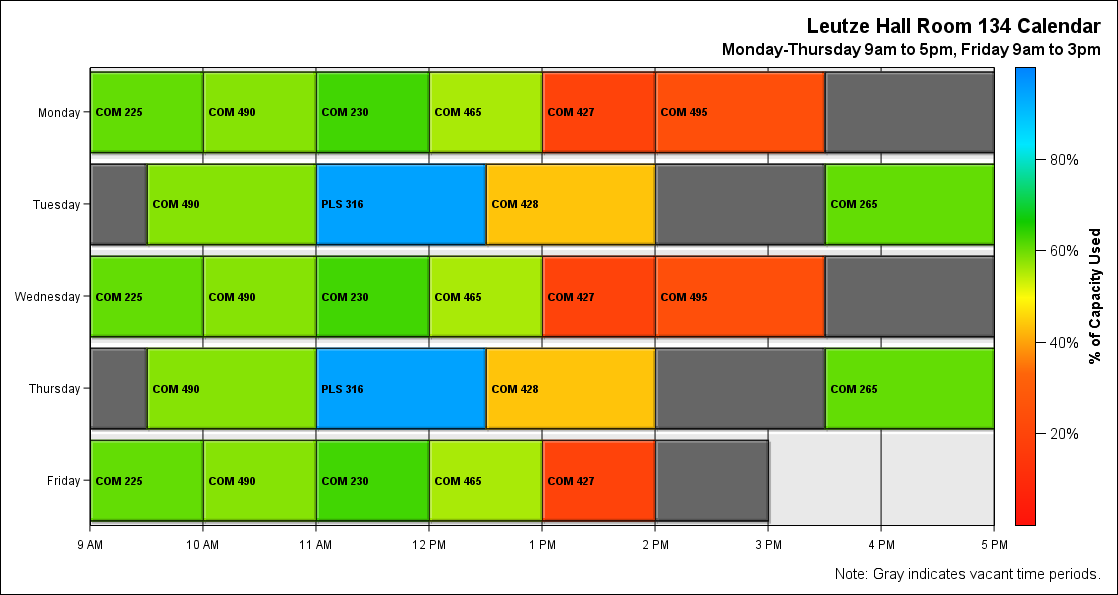 Leutze Hall Room 134 Calendar
Monday-Thursday 9am to 5pm, Friday 9am to 3pm
Monday COM 225 COM 490 COM 230 COM 465 COM 427 COM 495
80%
Tuesday COM 490 PLS 316 COM 428 COM 265
60%
Wednesday COM 225 COM 490 COM 230 COM 465 COM 427 COM 495
% of Capacity Used
40%
Thursday COM 490 PLS 316 COM 428 COM 265
20%
Friday COM 225 COM 490 COM 230 COM 465 COM 427
9 AM 10 AM 11 AM 12 PM 1 PM 2 PM 3 PM 4 PM 5 PM
Note: Gray indicates vacant time periods.